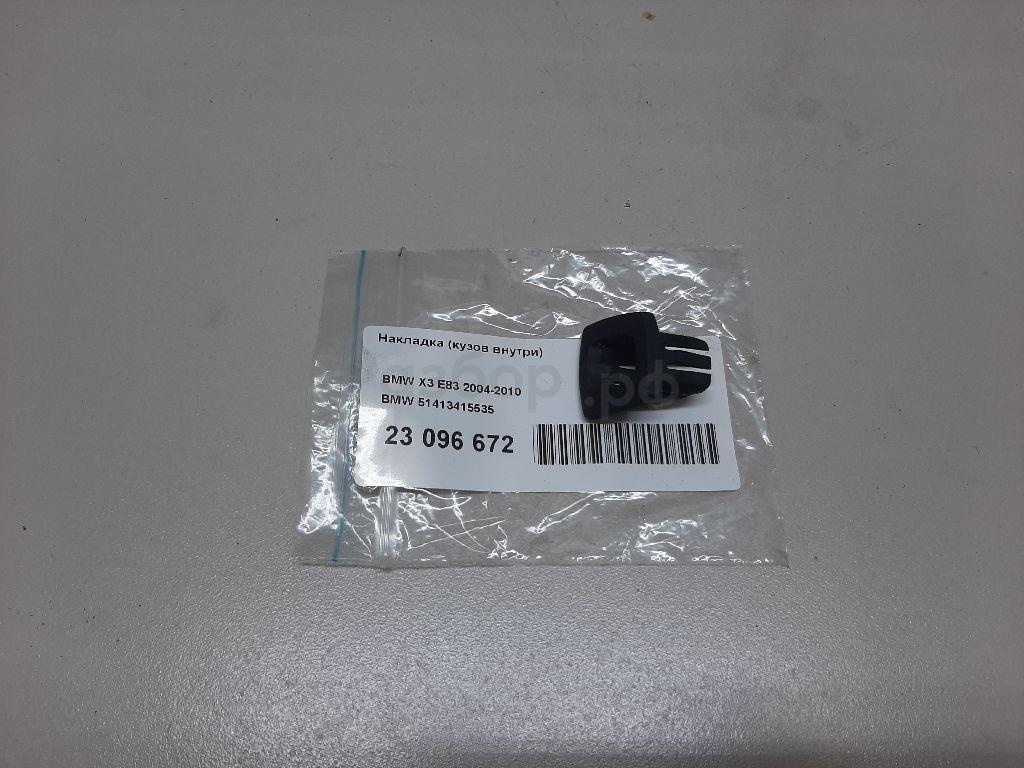 Накладка (кузов внутри)
BMW X3 E83 2004-2010
BMW 51413415535
23 096 672